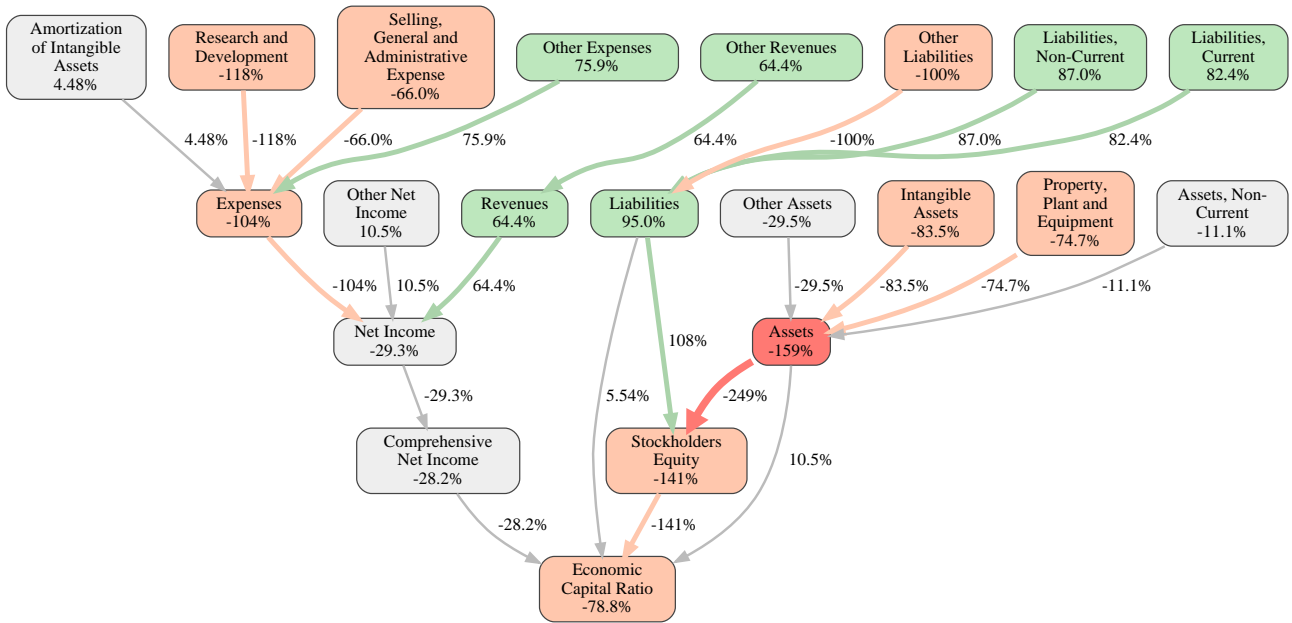 Amortization
of Intangible
Assets
4.48%
Research and
Development
-118%
Selling,
General and
Administrative
Expense
-66.0%
Other Expenses
75.9%
Other Revenues
64.4%
Other
Liabilities
-100%
Liabilities,
Non-Current
87.0%
Liabilities,
Current
82.4%
4.48%
-118%
-66.0%
75.9%
64.4%
-100%
87.0%
82.4%
Expenses
-104%
Other Net
Income
10.5%
Revenues
64.4%
Liabilities
95.0%
Other Assets
-29.5%
Intangible
Assets
-83.5%
Property,
Plant and
Equipment
-74.7%
Assets, Non-
Current
-11.1%
-104%
10.5%
64.4%
-29.5%
-83.5%
-74.7%
-11.1%
Net Income
-29.3%
108%
Assets
-159%
-29.3%
5.54%
-249%
Comprehensive
Net Income
-28.2%
Stockholders
Equity
-141%
10.5%
-28.2%
-141%
Economic
Capital Ratio
-78.8%